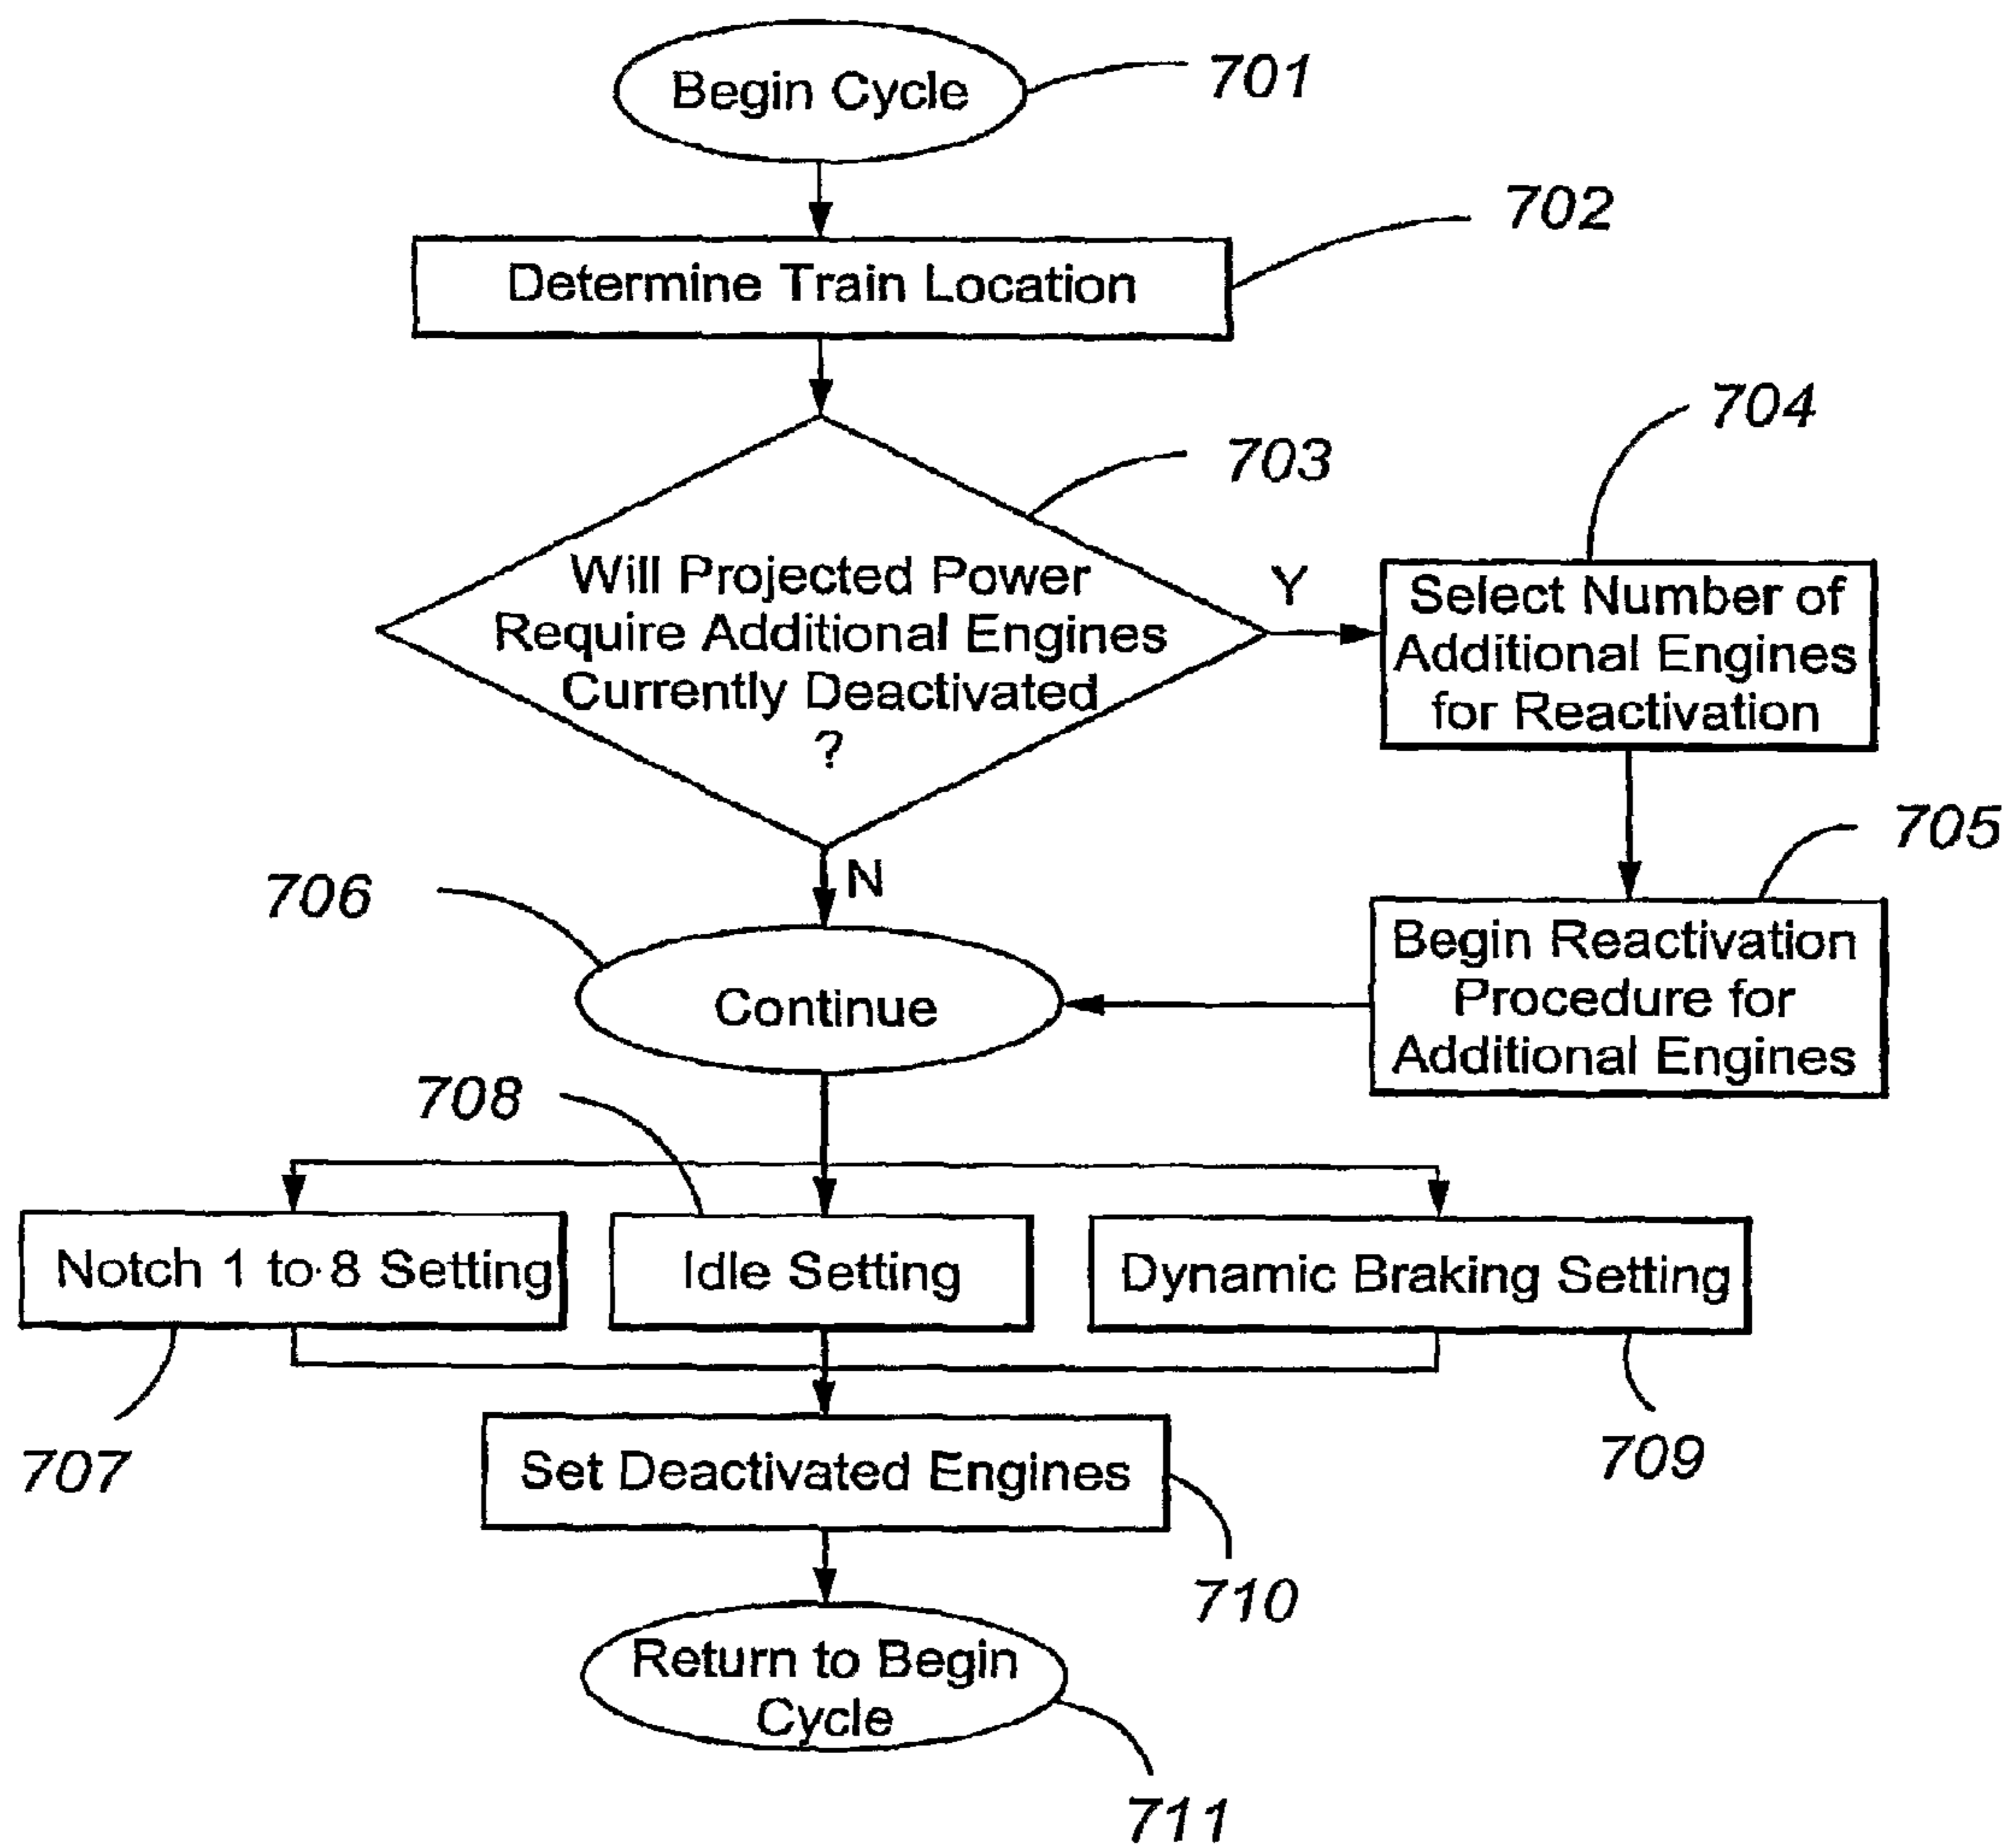 Begin Cycle
701
702
Determine Train Location
704
703
Will Projected Power
Require Additional Engines
Currently Deactivated
?
Y
Select Number of
Additional Engines
for Reactivation
705
N
706
Begin Reactivation
Procedure for
Additional Engines
Continue
708
Notch 1 to 8 Setting
Idle Setting
Dynamic Braking Setting
707
709
Set Deactivated Engines
710
Return to Begin
Cycle
711